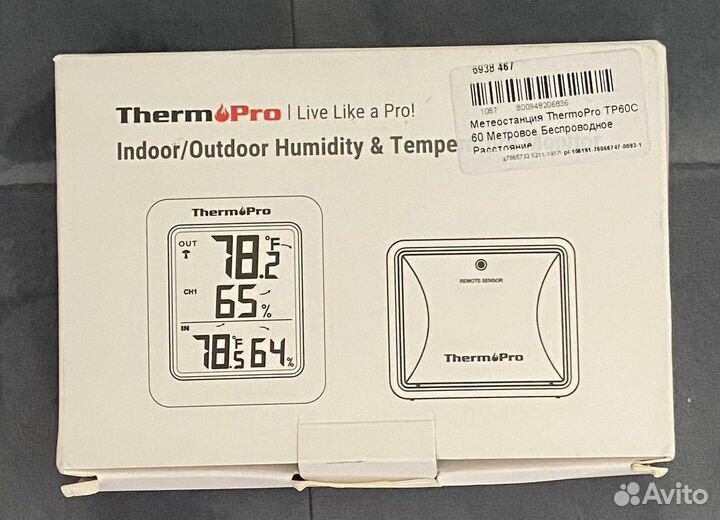 6938 467
1087 800948206836
Метеостанция ThermoPro TP60C
60 Метровое Беспроводное
Расстояние
ThermoPro | Live Like a Pro!
Indoor/Outdoor Humidity & Tempe
ThermoPro
OUT 78.2 °F
CH1 65%
IN 78.5 °F 64%
REMOTE SENSOR
ThermoPro
Avito